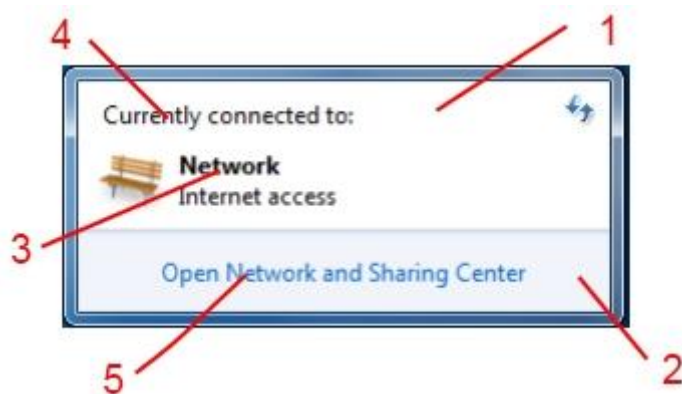 4
1
Currently connected to:
Network
Internet access
3
Open Network and Sharing Center
2
5